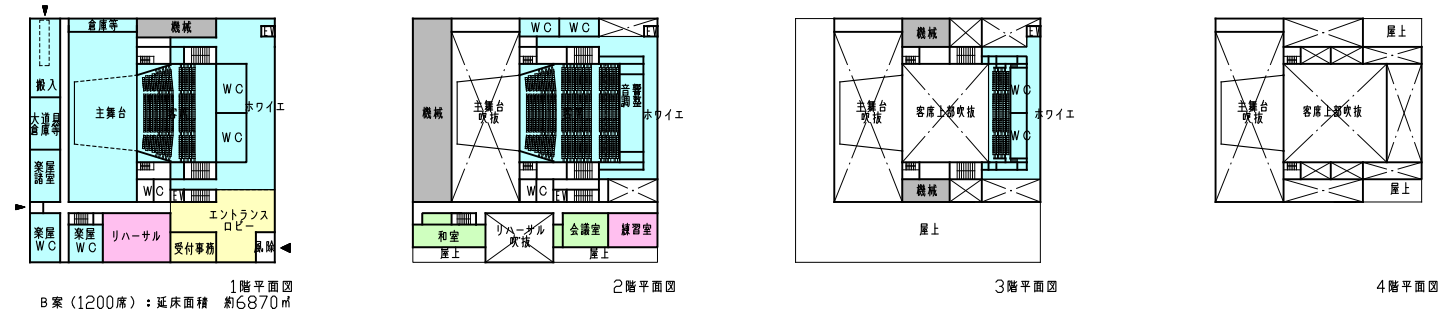 倉庫等
機械
EV
搬入
WC
主舞台
客席
ホワイエ
大道具
倉庫等
WC
楽屋
諸室
WC
EV
エントランス
ロビー
楽屋
WC
楽屋
WC
リハーサル
受付事務
風除
1階平面図
B案(1200席):延床面積 約6870㎡
WC
WC
EV
機械
主舞台
吹抜
客席
音響
調整
ホワイエ
WC
EV
和室
リハーサル
吹抜
会議室
練習室
屋上
屋上
2階平面図
機械
EV
主舞台
吹抜
客席上部吹抜
WC
ホワイエ
WC
機械
屋上
3階平面図
屋上
主舞台
吹抜
客席上部吹抜
屋上
4階平面図